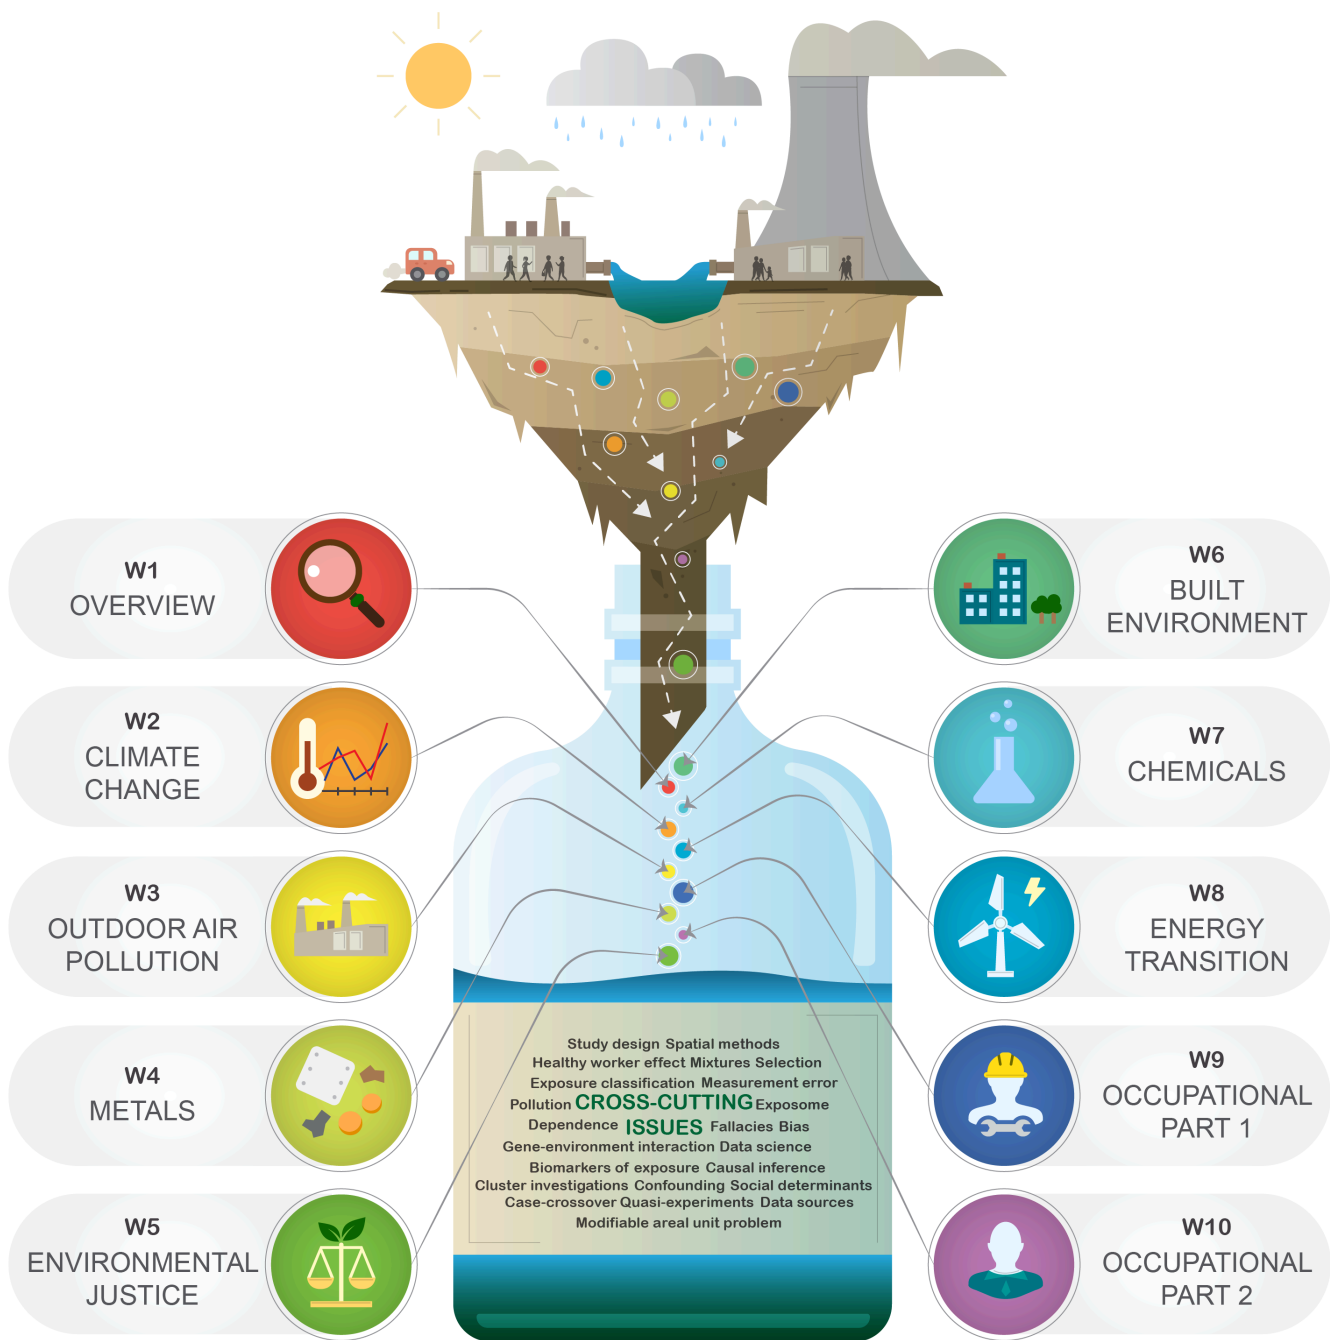 W1
OVERVIEW
W2
CLIMATE
CHANGE
W3
OUTDOOR AIR
POLLUTION
W4
METALS
W5
ENVIRONMENTAL
JUSTICE
W6
BUILT
ENVIRONMENT
W7
CHEMICALS
W8
ENERGY
TRANSITION
W9
OCCUPATIONAL
PART 1
W10
OCCUPATIONAL
PART 2
Study design Spatial methods
Healthy worker effect Mixtures Selection
Exposure classification Measurement error
Pollution CROSS-CUTTING Exposome
Dependence ISSUES Fallacies Bias
Gene-environment interaction Data science
Biomarkers of exposure Causal inference
Cluster investigations Confounding Social determinants
Case-crossover Quasi-experiments Data sources
Modifiable areal unit problem